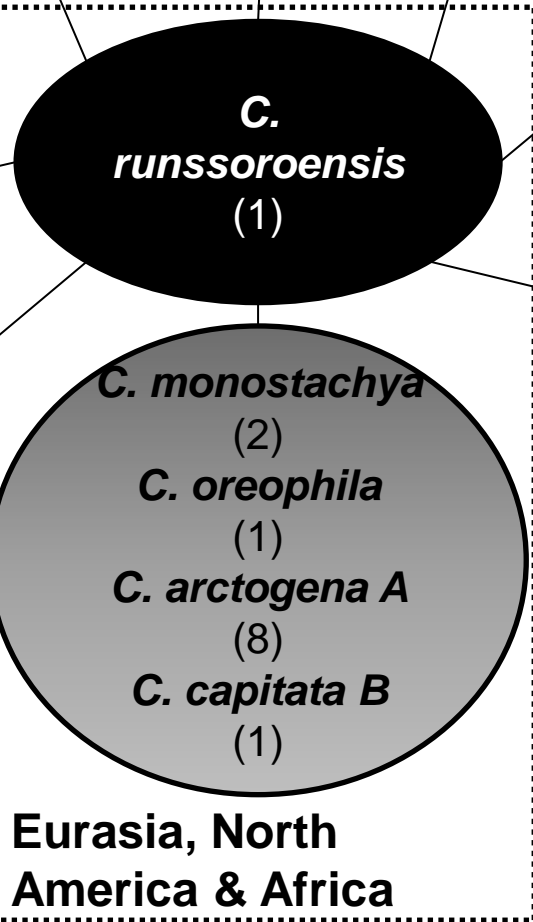 C.
runssoroensis
(1)
C. monostachya
(2)
C. oreophila
(1)
C. arctogena A
(8)
C. capitata B
(1)
Eurasia, North
America & Africa